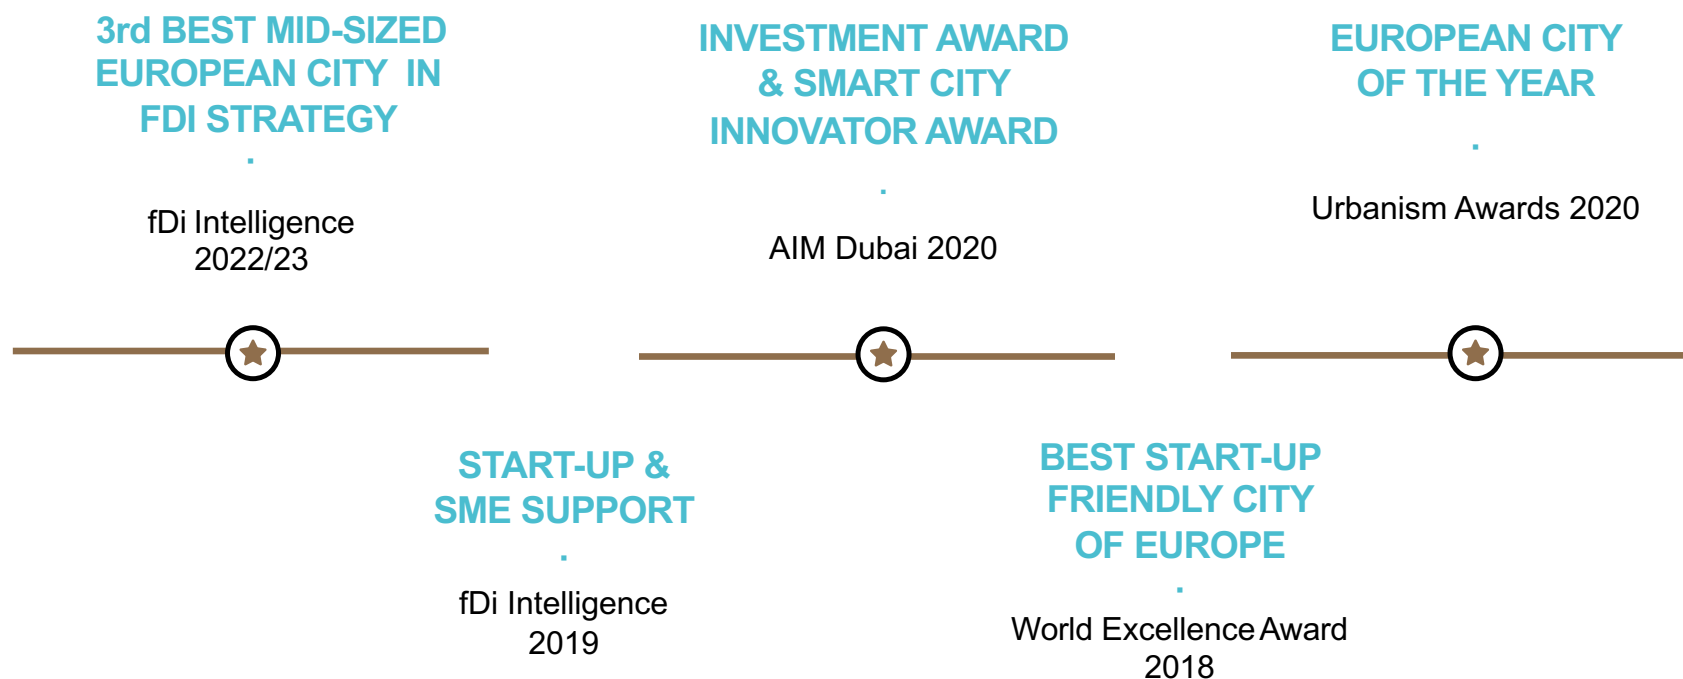 3rd BEST MID-SIZED
EUROPEAN CITY IN
FDI STRATEGY
.
fDi Intelligence
2022/23
INVESTMENT AWARD
& SMART CITY
INNOVATOR AWARD
.
AIM Dubai 2020
EUROPEAN CITY
OF THE YEAR
.
Urbanism Awards 2020
START-UP &
SME SUPPORT
.
fDi Intelligence
2019
BEST START-UP
FRIENDLY CITY
OF EUROPE
.
World Excellence Award
2018